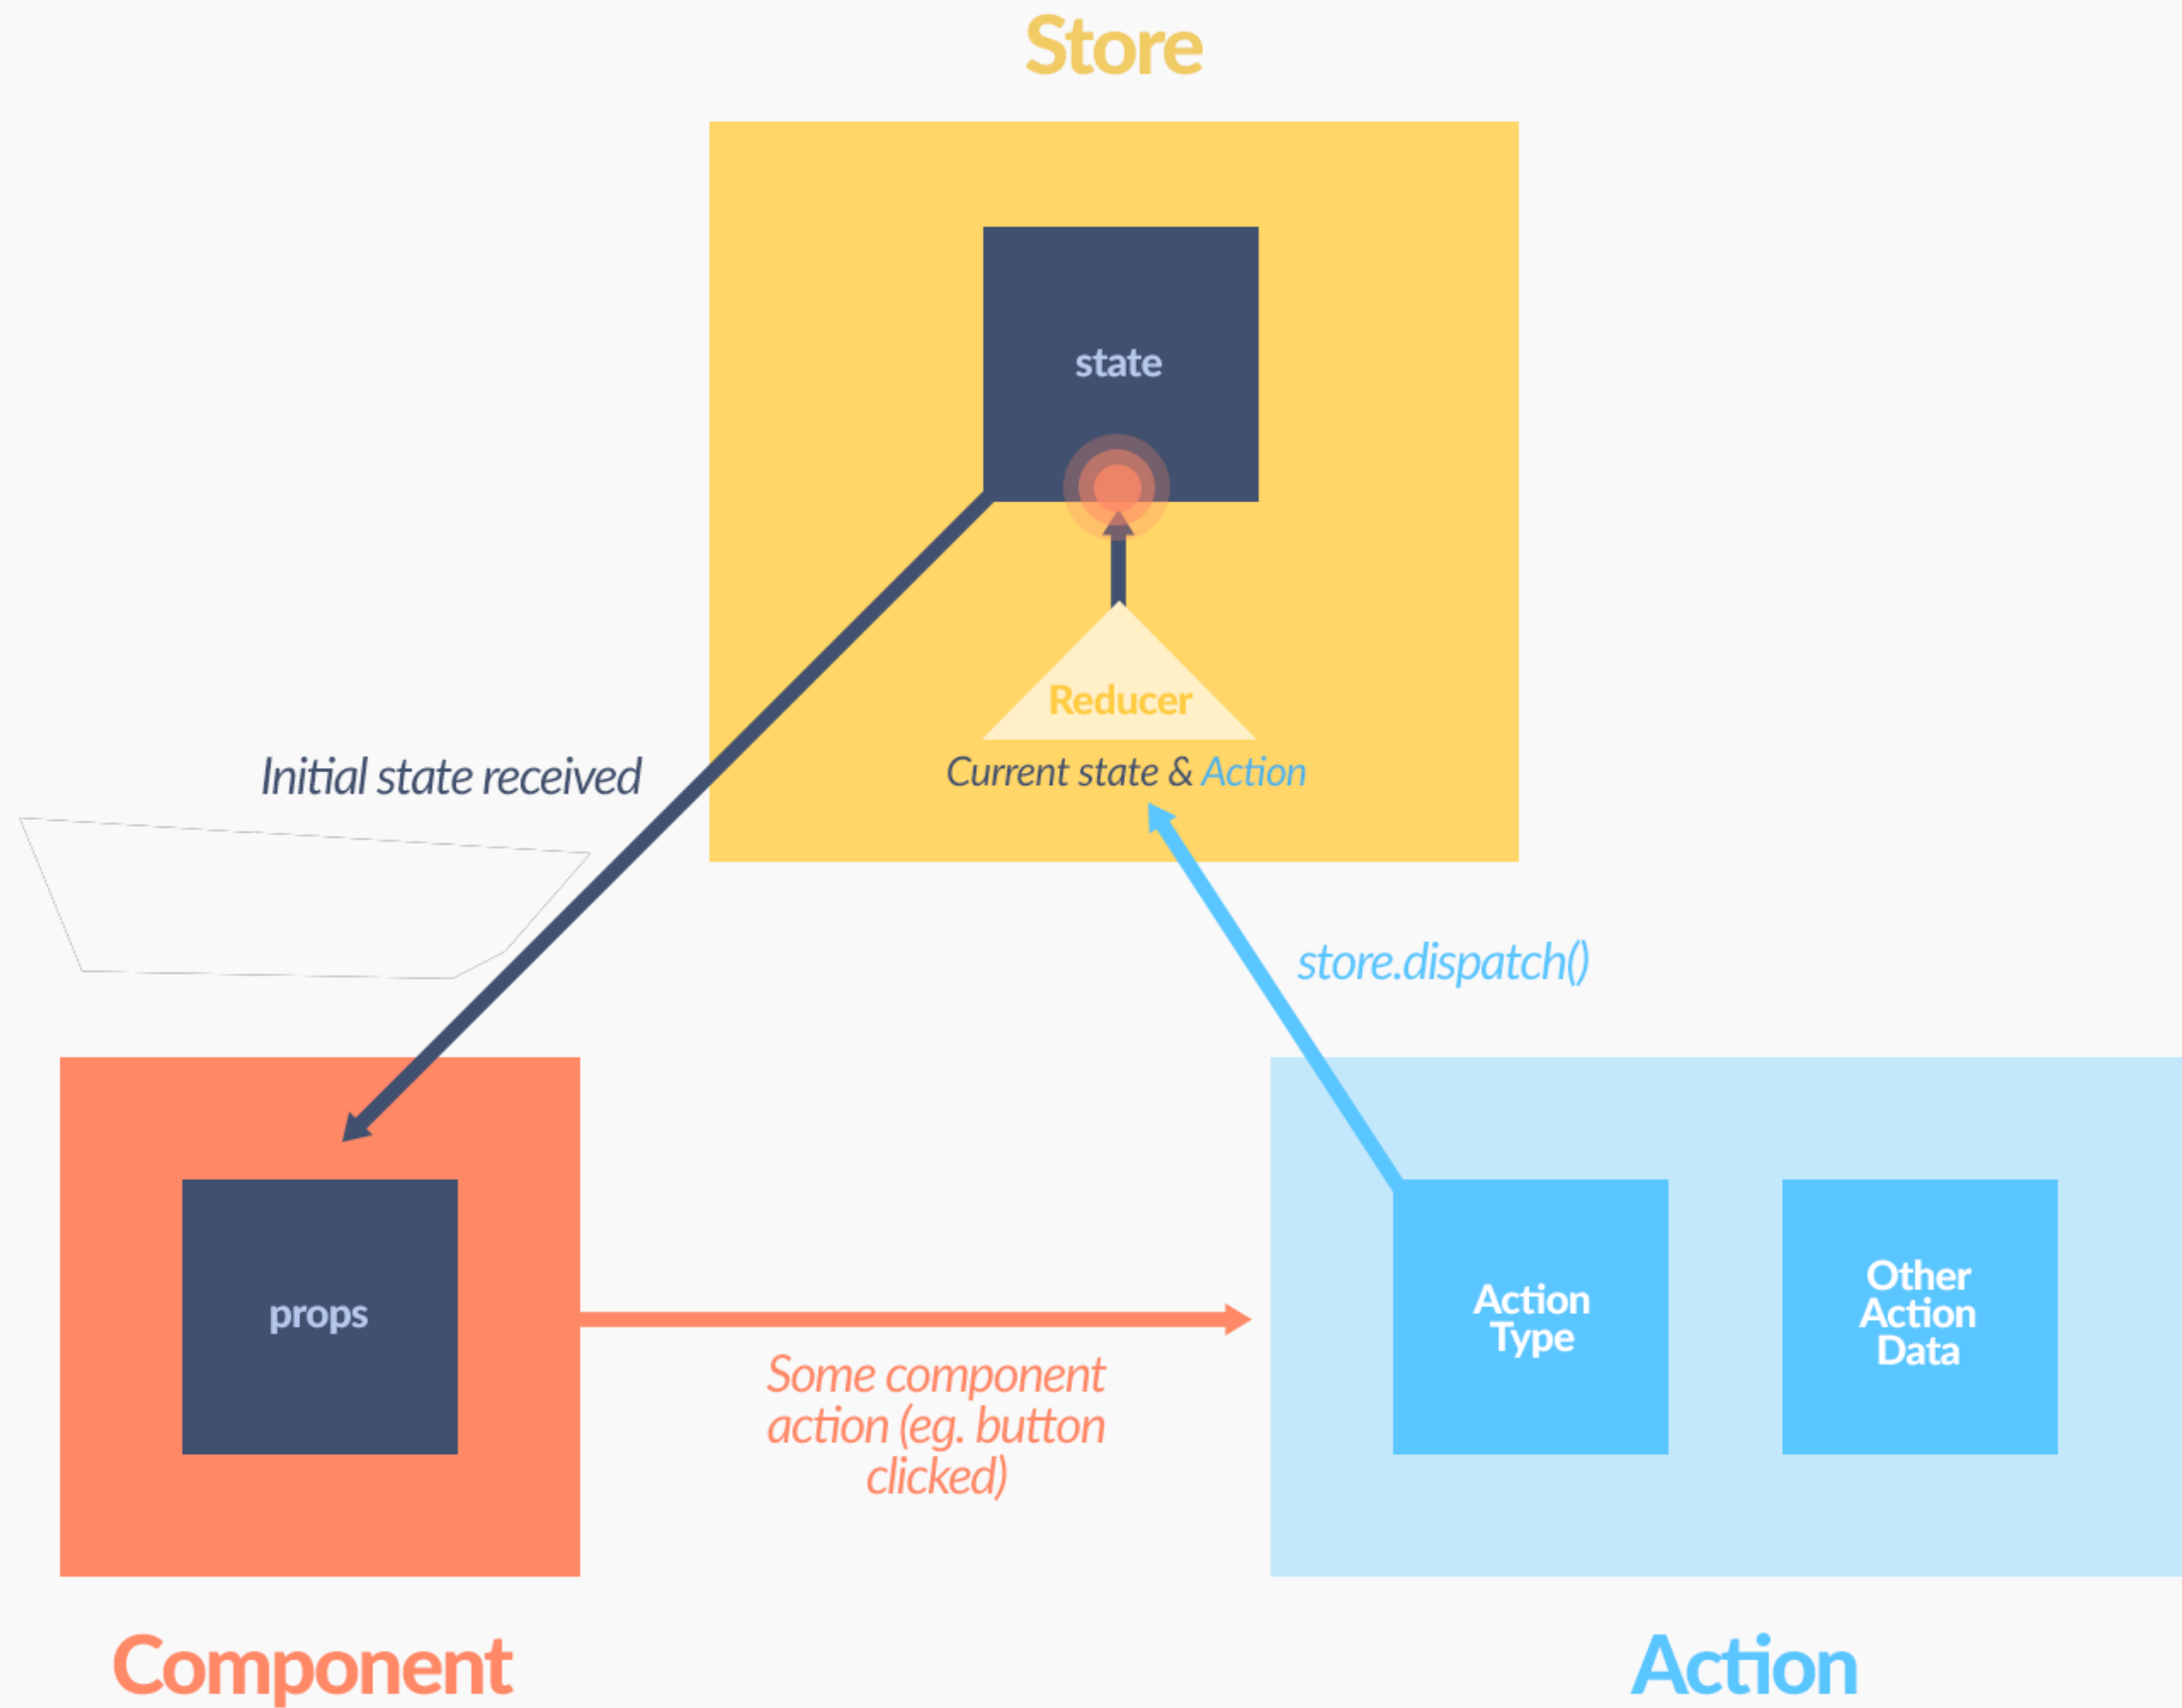 Store
state
Reducer
Current state & Action
Initial state received
store.dispatch()
props
Some component
action (eg. button
clicked)
Action
Type
Other
Action
Data
Component
Action